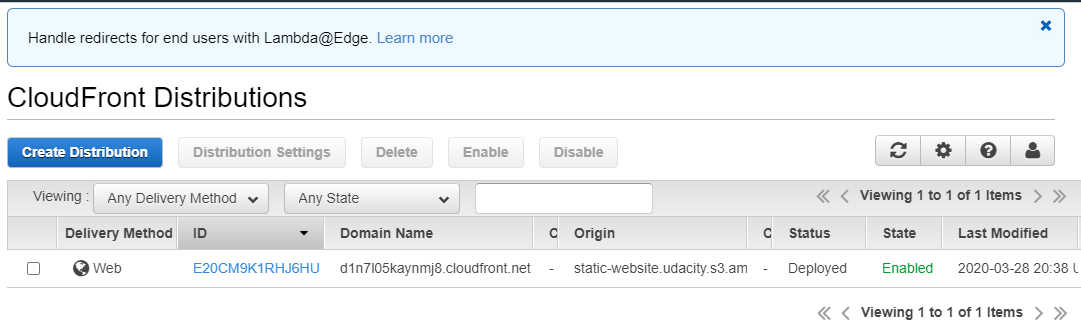 Handle redirects for end users with Lambda@Edge. Learn more
CloudFront Distributions
Create Distribution Distribution Settings Delete Enable Disable
Viewing : Any Delivery Method Any State Viewing 1 to 1 of 1 Items
Delivery Method ID Domain Name C Origin C Status State Last Modified
Web E20CM9K1RHJ6HU d1n7l05kaynmj8.cloudfront.net - static-website.udacity.s3.am - Deployed Enabled 2020-03-28 20:38 U
Viewing 1 to 1 of 1 Items